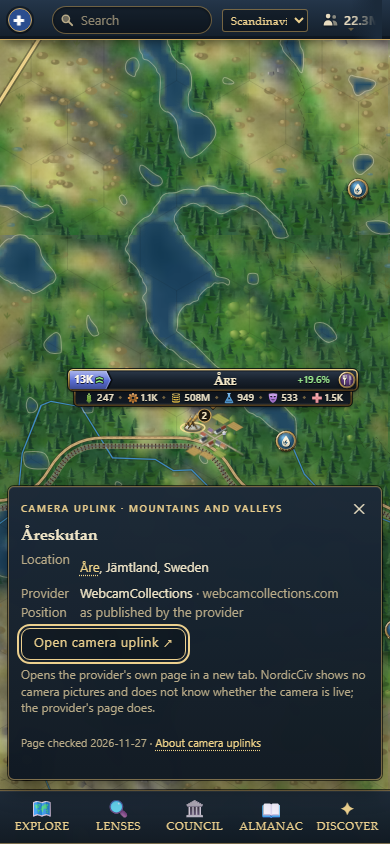 Search
Scandinavi
22.3
13K
Åre
+19.6%
247 • 1.1K • 508M • 949 • 533 • 1.5K
2
CAMERA UPLINK · MOUNTAINS AND VALLEYS
Åreskutan
Location
Åre, Jämtland, Sweden
Provider WebcamCollections · webcamcollections.com
Position as published by the provider
Open camera uplink ↗
Opens the provider's own page in a new tab. NordicCiv shows no
camera pictures and does not know whether the camera is live;
the provider's page does.
Page checked 2026-11-27 · About camera uplinks
EXPLORE
LENSES
COUNCIL
ALMANAC
DISCOVER